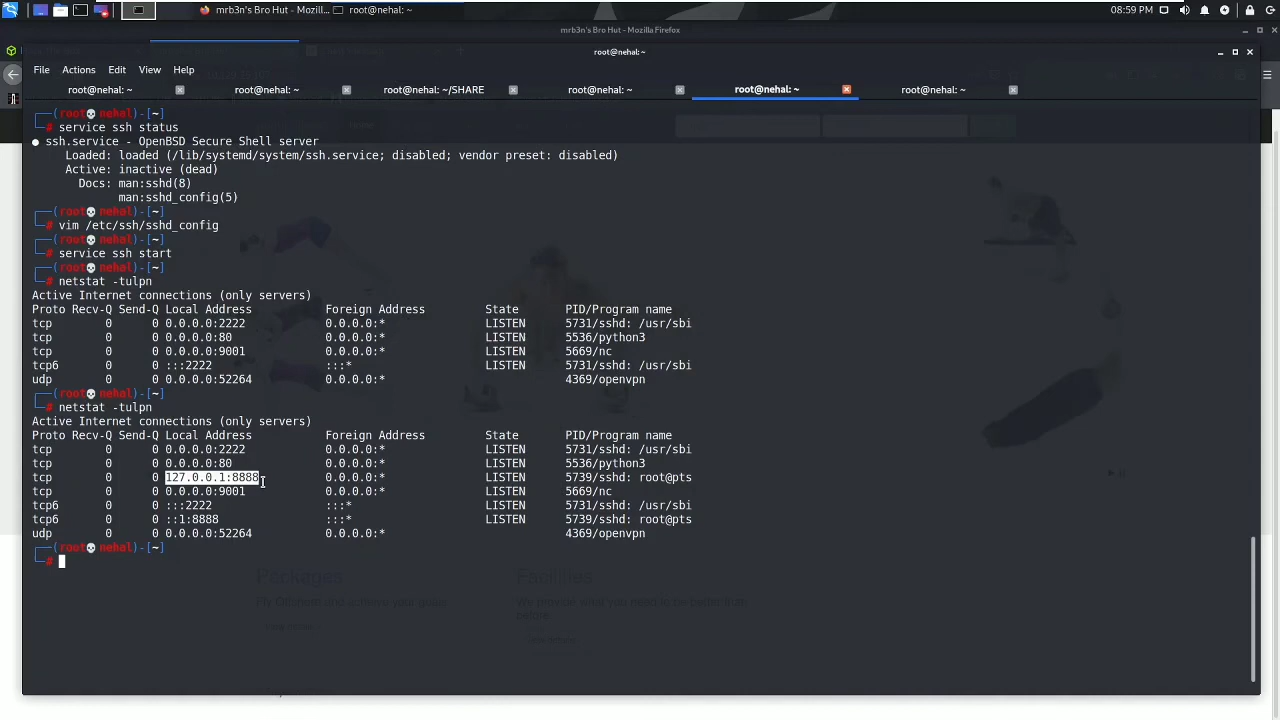 mrb3n's Bro Hut - Mozill...
root@nehal: ~
08:59 PM
mrb3n's Bro Hut - Mozilla Firefox
root@nehal: ~
File Actions Edit View Help
root@nehal: ~ root@nehal: ~ root@nehal: ~/SHARE root@nehal: ~ root@nehal: ~ root@nehal: ~
┌──(root💀nehal)-[~]
└─# service ssh status
● ssh.service - OpenBSD Secure Shell server
Loaded: loaded (/lib/systemd/system/ssh.service; disabled; vendor preset: disabled)
Active: inactive (dead)
Docs: man:sshd(8)
man:sshd_config(5)
┌──(root💀nehal)-[~]
└─# vim /etc/ssh/sshd_config
┌──(root💀nehal)-[~]
└─# service ssh start
┌──(root💀nehal)-[~]
└─# netstat -tulpn
Active Internet connections (only servers)
Proto Recv-Q Send-Q Local Address Foreign Address State PID/Program name
tcp 0 0 0.0.0.0:2222 0.0.0.0:* LISTEN 5731/sshd: /usr/sbi
tcp 0 0 0.0.0.0:80 0.0.0.0:* LISTEN 5536/python3
tcp 0 0 0.0.0.0:9001 0.0.0.0:* LISTEN 5669/nc
tcp6 0 0 :::2222 :::* LISTEN 5731/sshd: /usr/sbi
udp 0 0 0.0.0.0:52264 0.0.0.0:* 4369/openvpn
┌──(root💀nehal)-[~]
└─# netstat -tulpn
Active Internet connections (only servers)
Proto Recv-Q Send-Q Local Address Foreign Address State PID/Program name
tcp 0 0 0.0.0.0:2222 0.0.0.0:* LISTEN 5731/sshd: /usr/sbi
tcp 0 0 0.0.0.0:80 0.0.0.0:* LISTEN 5536/python3
tcp 0 0 127.0.0.1:8888 0.0.0.0:* LISTEN 5739/sshd: root@pts
tcp 0 0 0.0.0.0:9001 0.0.0.0:* LISTEN 5669/nc
tcp6 0 0 :::2222 :::* LISTEN 5731/sshd: /usr/sbi
tcp6 0 0 ::1:8888 :::* LISTEN 5739/sshd: root@pts
udp 0 0 0.0.0.0:52264 0.0.0.0:* 4369/openvpn
┌──(root💀nehal)-[~]
└─#
Packages Facilities
We provide what you need to be better than
before.